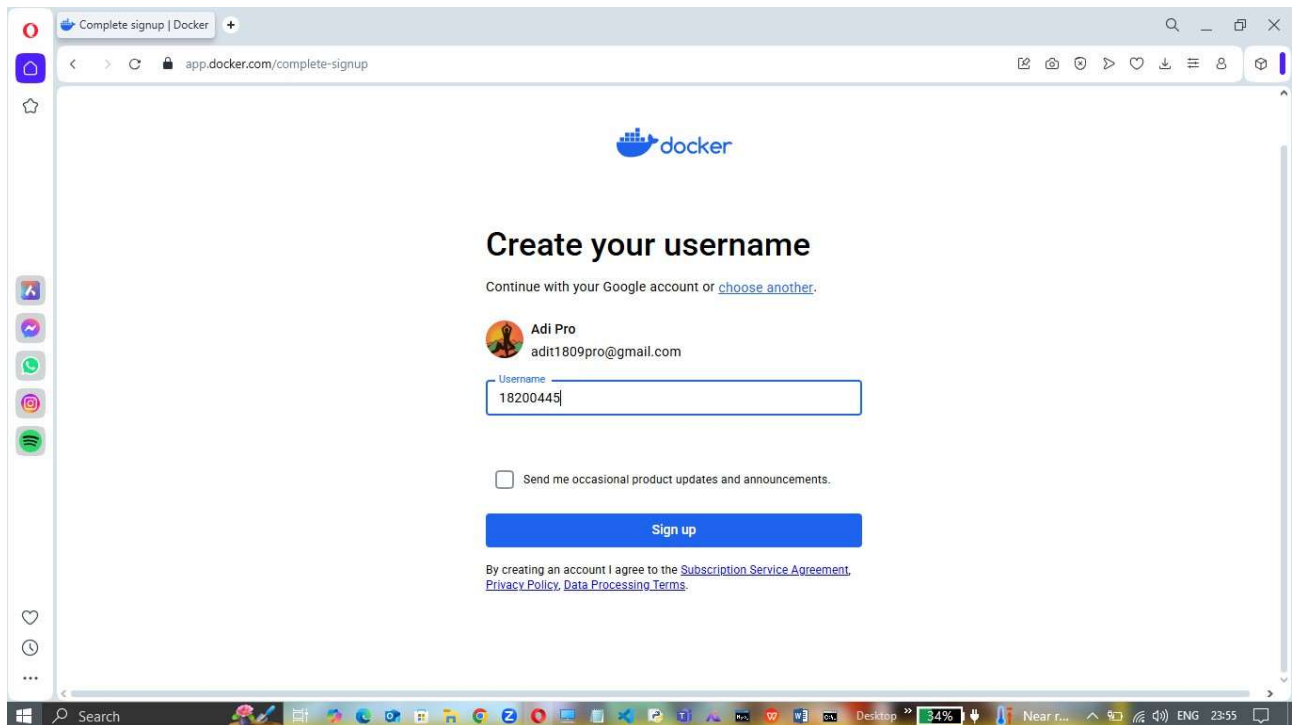 Complete signup | Docker
app.docker.com/complete-signup
docker
Create your username
Continue with your Google account or choose another.
Adi Pro
adit1809pro@gmail.com
Username
18200445
Send me occasional product updates and announcements.
Sign up
By creating an account I agree to the Subscription Service Agreement,
Privacy Policy, Data Processing Terms.
Search
Desktop
34%
Near r...
ENG
23:55